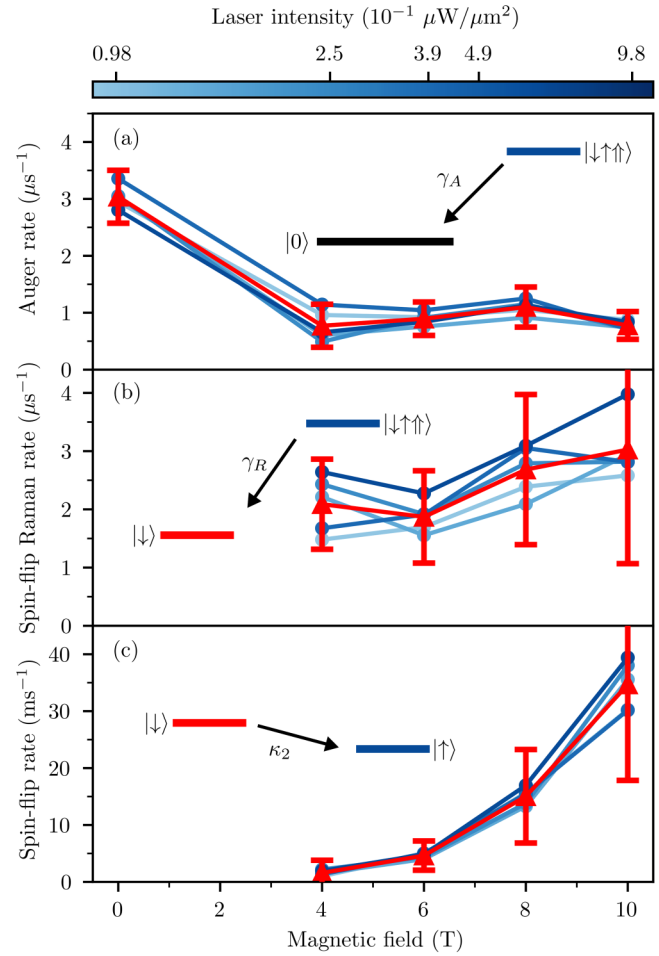 Laser intensity (10⁻¹ μW/μm²)
0.98 2.5 3.9 4.9 9.8
(a)
|↓↑⇑⟩
γ_A
|0⟩
Auger rate (μs⁻¹)
4
3
2
1
0
(b)
|↓↑⇑⟩
γ_R
|↓⟩
Spin-flip Raman rate (μs⁻¹)
4
3
2
1
0
(c)
|↓⟩
κ₂
|↑⟩
Spin-flip rate (ms⁻¹)
40
30
20
10
0
0 2 4 6 8 10
Magnetic field (T)